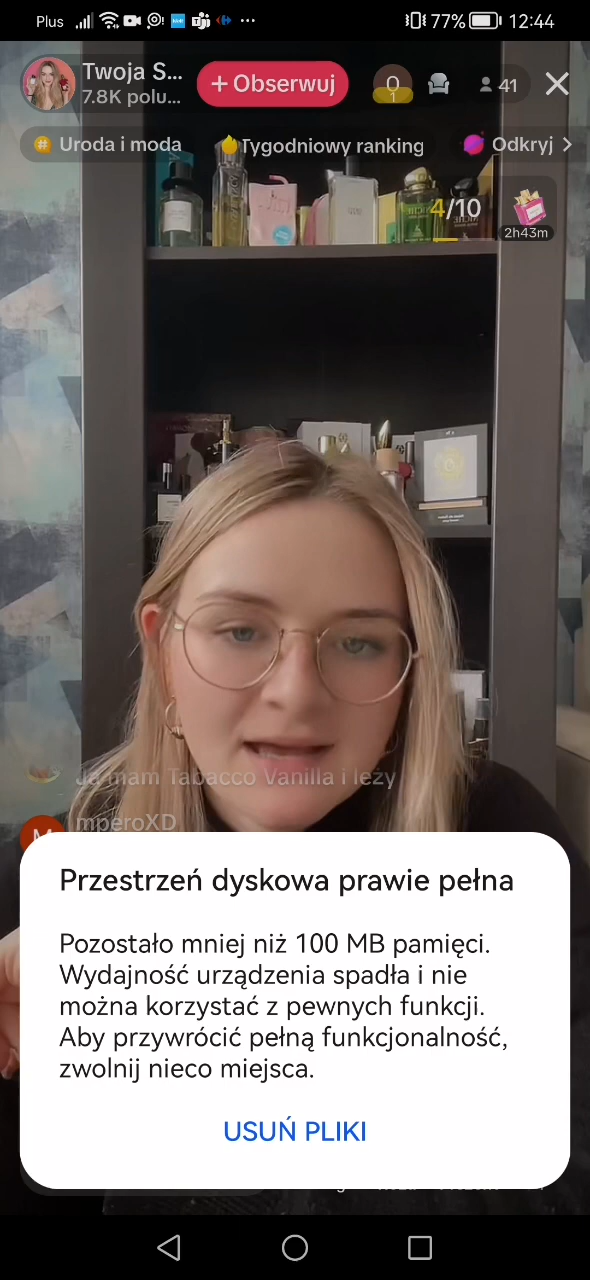 Plus
77%
12:44
Twoja S...
7.8K polu...
+ Obserwuj
1
41
Uroda i moda
Tygodniowy ranking
Odkryj >
4/10
2h43m
Ja mam Tabacco Vanilla i leży
mperoXD
Przestrzeń dyskowa prawie pełna
Pozostało mniej niż 100 MB pamięci.
Wydajność urządzenia spadła i nie
można korzystać z pewnych funkcji.
Aby przywrócić pełną funkcjonalność,
zwolnij nieco miejsca.
USUŃ PLIKI